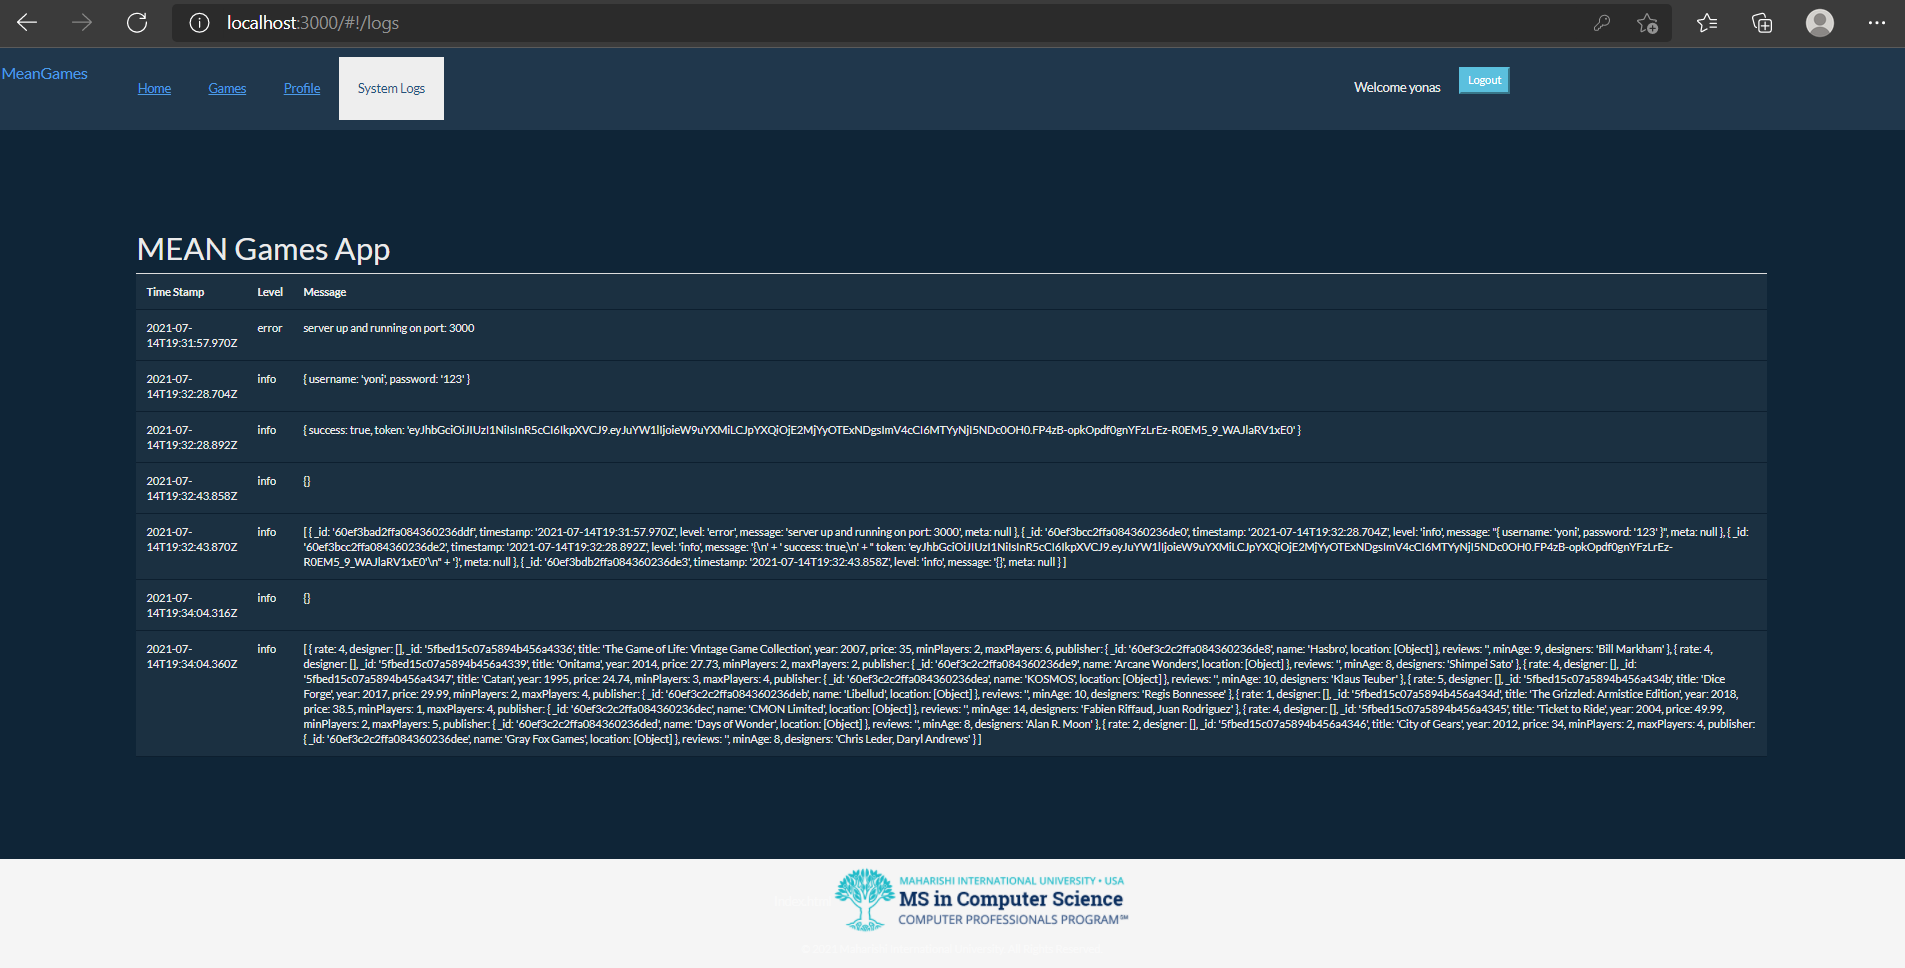 localhost:3000/#!/logs
MeanGames
Home Games Profile System Logs
Welcome yonas Logout
MEAN Games App
Time Stamp Level Message
2021-07-14T19:31:57.970Z error server up and running on port: 3000
2021-07-14T19:32:28.704Z info { username: 'yoni', password: '123' }
2021-07-14T19:32:28.892Z info { success: true, token: 'eyJhbGciOiJIUzI1NiIsInR5cCI6IkpXVCJ9.eyJuYW1lIjoieW9uYXMiLCJpYXQiOjE2MjYyOTExNDgsImV4cCI6MTYyNjI5NDc0OH0.FP4zB-opkOpdf0gnYFzLrEz-R0EM5_9_WAJlaRV1xE0' }
2021-07-14T19:32:43.858Z info {}
2021-07-14T19:32:43.870Z info [ { _id: '60ef3bad2ffa084360236ddf', timestamp: '2021-07-14T19:31:57.970Z', level: 'error', message: 'server up and running on port: 3000', meta: null }, { _id: '60ef3bcc2ffa084360236de0', timestamp: '2021-07-14T19:32:28.704Z', level: 'info', message: "{ username: 'yoni', password: '123' }", meta: null }, { _id:
'60ef3bcc2ffa084360236de2', timestamp: '2021-07-14T19:32:28.892Z', level: 'info', message: '{\n' + ' success: true,\n' + " token: 'eyJhbGciOiJIUzI1NiIsInR5cCI6IkpXVCJ9.eyJuYW1lIjoieW9uYXMiLCJpYXQiOjE2MjYyOTExNDgsImV4cCI6MTYyNjI5NDc0OH0.FP4zB-opkOpdf0gnYFzLrEz-
R0EM5_9_WAJlaRV1xE0'\n" + '}', meta: null }, { _id: '60ef3bdb2ffa084360236de3', timestamp: '2021-07-14T19:32:43.858Z', level: 'info', message: '{}', meta: null } ]
2021-07-14T19:34:04.316Z info {}
2021-07-14T19:34:04.360Z info [ { rate: 4, designer: [], _id: '5fbed15c07a5894b456a4336', title: 'The Game of Life: Vintage Game Collection', year: 2007, price: 35, minPlayers: 2, maxPlayers: 6, publisher: { _id: '60ef3c2c2ffa084360236de8', name: 'Hasbro', location: [Object] }, reviews: '', minAge: 9, designers: 'Bill Markham' }, { rate: 4,
designer: [], _id: '5fbed15c07a5894b456a4339', title: 'Onitama', year: 2014, price: 27.73, minPlayers: 2, maxPlayers: 2, publisher: { _id: '60ef3c2c2ffa084360236de9', name: 'Arcane Wonders', location: [Object] }, reviews: '', minAge: 8, designers: 'Shimpei Sato' }, { rate: 4, designer: [], _id:
'5fbed15c07a5894b456a4347', title: 'Catan', year: 1995, price: 24.74, minPlayers: 3, maxPlayers: 4, publisher: { _id: '60ef3c2c2ffa084360236dea', name: 'KOSMOS', location: [Object] }, reviews: '', minAge: 10, designers: 'Klaus Teuber' }, { rate: 5, designer: [], _id: '5fbed15c07a5894b456a434b', title: 'Dice
Forge', year: 2017, price: 29.99, minPlayers: 2, maxPlayers: 4, publisher: { _id: '60ef3c2c2ffa084360236deb', name: 'Libellud', location: [Object] }, reviews: '', minAge: 10, designers: 'Regis Bonnessee' }, { rate: 1, designer: [], _id: '5fbed15c07a5894b456a434d', title: 'The Grizzled: Armistice Edition', year: 2018,
price: 38.5, minPlayers: 1, maxPlayers: 4, publisher: { _id: '60ef3c2c2ffa084360236dec', name: 'CMON Limited', location: [Object] }, reviews: '', minAge: 14, designers: 'Fabien Riffaud, Juan Rodriguez' }, { rate: 4, designer: [], _id: '5fbed15c07a5894b456a4345', title: 'Ticket to Ride', year: 2004, price: 49.99,
minPlayers: 2, maxPlayers: 5, publisher: { _id: '60ef3c2c2ffa084360236ded', name: 'Days of Wonder', location: [Object] }, reviews: '', minAge: 8, designers: 'Alan R. Moon' }, { rate: 2, designer: [], _id: '5fbed15c07a5894b456a4346', title: 'City of Gears', year: 2012, price: 34, minPlayers: 2, maxPlayers: 4, publisher:
{ _id: '60ef3c2c2ffa084360236dee', name: 'Gray Fox Games', location: [Object] }, reviews: '', minAge: 8, designers: 'Chris Leder, Daryl Andrews' } ]
MAHARISHI INTERNATIONAL UNIVERSITY • USA
MS in Computer Science
COMPUTER PROFESSIONALS PROGRAM℠